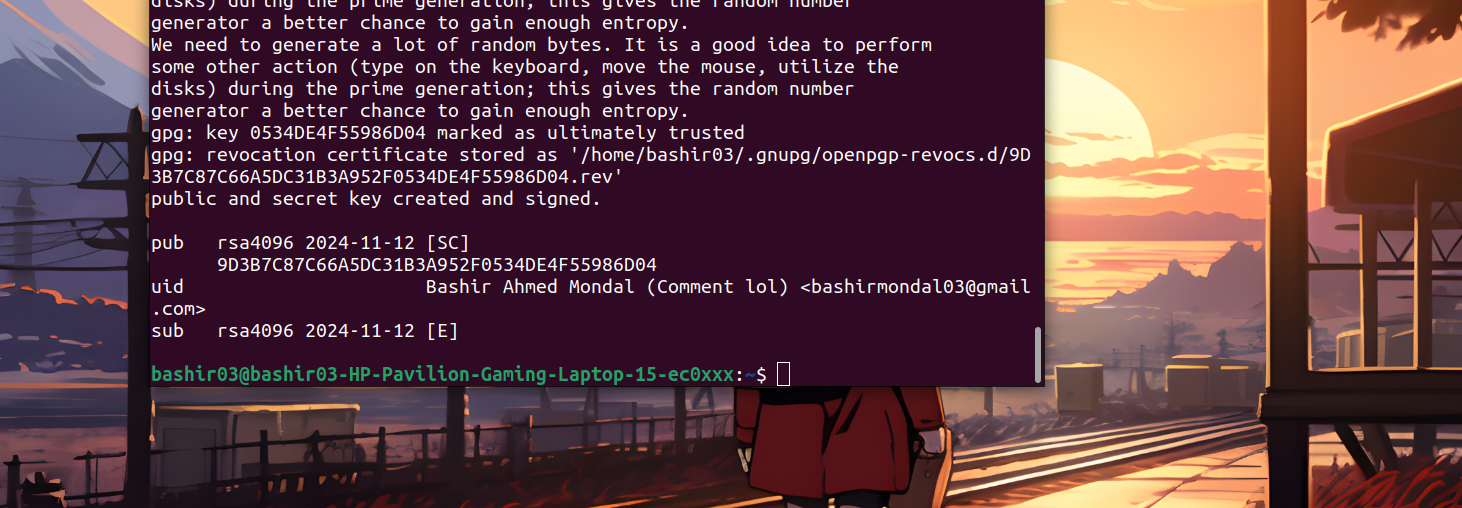 disks) during the prime generation; this gives the random number
generator a better chance to gain enough entropy.
We need to generate a lot of random bytes. It is a good idea to perform
some other action (type on the keyboard, move the mouse, utilize the
disks) during the prime generation; this gives the random number
generator a better chance to gain enough entropy.
gpg: key 0534DE4F55986D04 marked as ultimately trusted
gpg: revocation certificate stored as '/home/bashir03/.gnupg/openpgp-revocs.d/9D
3B7C87C66A5DC31B3A952F0534DE4F55986D04.rev'
public and secret key created and signed.
pub   rsa4096 2024-11-12 [SC]
      9D3B7C87C66A5DC31B3A952F0534DE4F55986D04
uid                      Bashir Ahmed Mondal (Comment lol) <bashirmondal03@gmail
.com>
sub   rsa4096 2024-11-12 [E]
bashir03@bashir03-HP-Pavilion-Gaming-Laptop-15-ec0xxx:~$